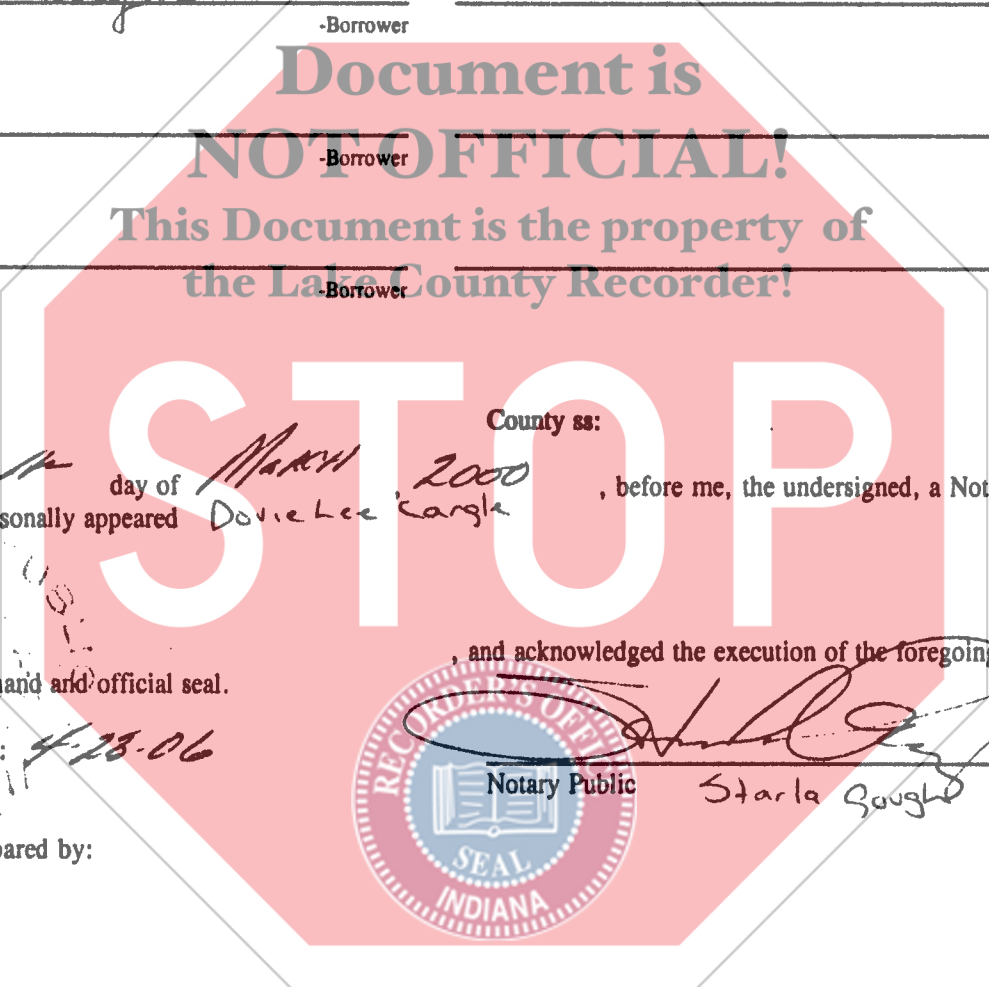 -Borrower
Document is
NOT OFFICIAL!
-Borrower
This Document is the property of
the Lake County Recorder!
-Borrower
STOP
County ss:
day of March, 2000, before me, the undersigned, a Not
sonally appeared Dovie Lee Cangle
, and acknowledged the execution of the foregoing
hand and official seal.
: 4-23-06
Notary Public
Starla Gough
RECORDER'S OFFICE
SEAL
INDIANA
pared by: